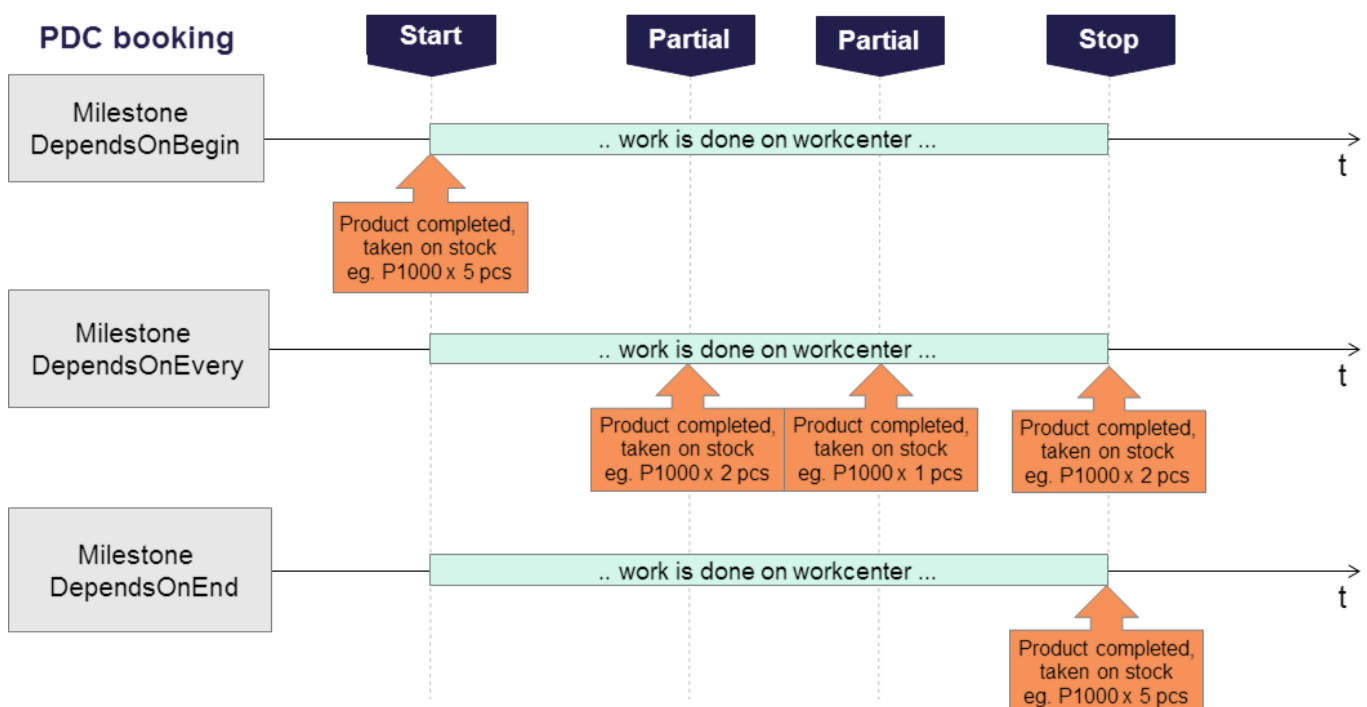 PDC booking
Start
Partial
Partial
Stop
Milestone
DependsOnBegin
.. work is done on workcenter ...
t
Product completed,
taken on stock
eg. P1000 x 5 pcs
Milestone
DependsOnEvery
.. work is done on workcenter ...
t
Product completed,
taken on stock
eg. P1000 x 2 pcs
Product completed,
taken on stock
eg. P1000 x 1 pcs
Product completed,
taken on stock
eg. P1000 x 2 pcs
Milestone
DependsOnEnd
.. work is done on workcenter ...
t
Product completed,
taken on stock
eg. P1000 x 5 pcs